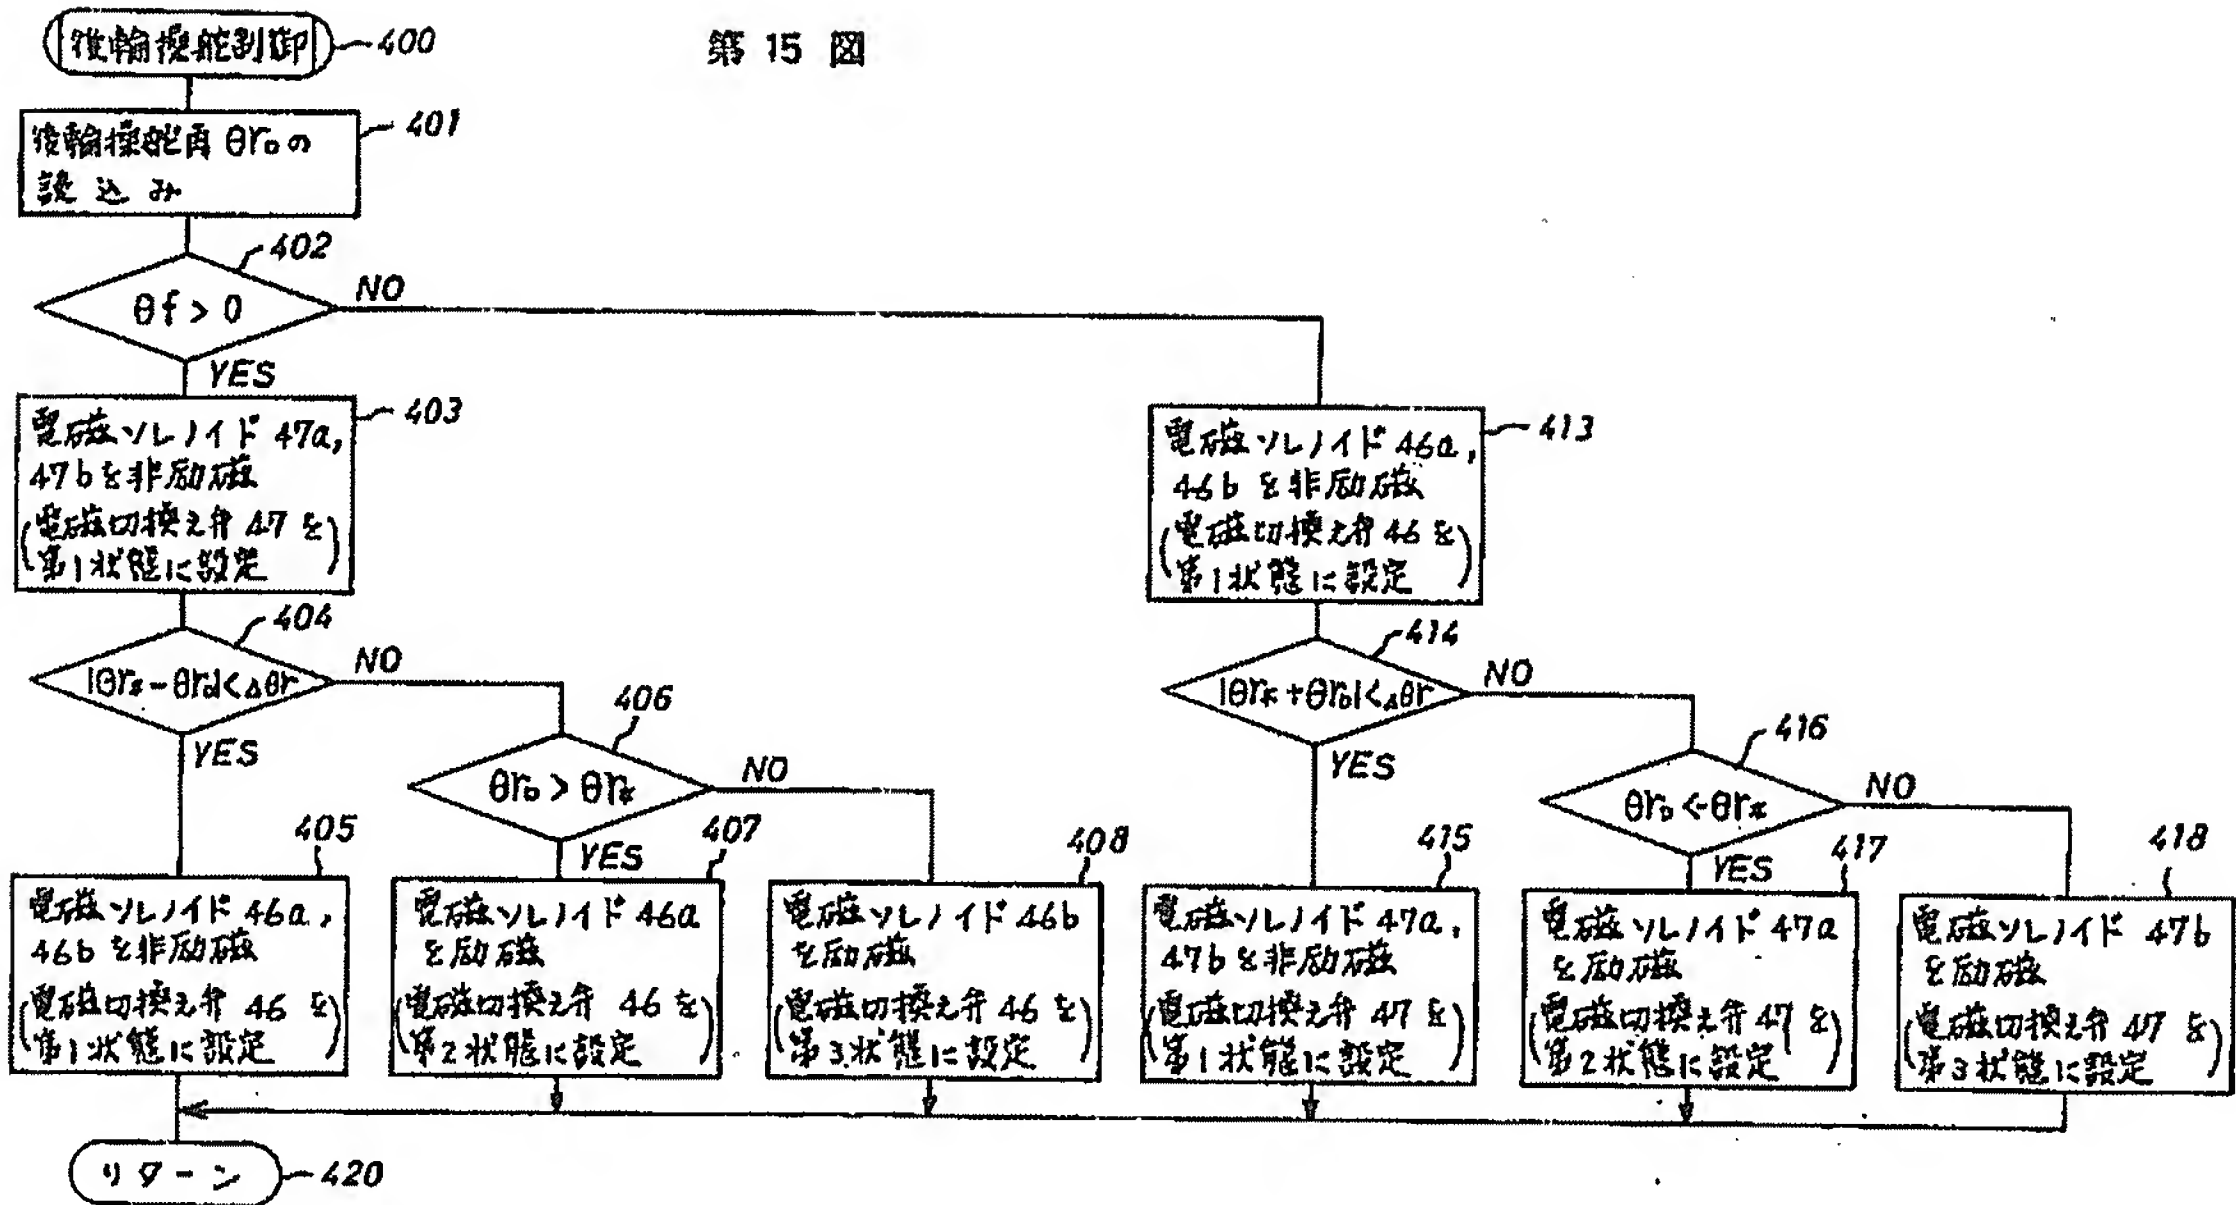 第 15 図
後輪操舵制御
400
後輪操舵角 θr₀の
読込み
401
402
θf > 0
NO
YES
電磁ソレノイド 47a,
47b を非励磁
(電磁切換え弁 47 を
第1状態に設定)
403
404
|θr* - θr₀| < Δθr
NO
YES
406
θr₀ > θr*
NO
YES
405
電磁ソレノイド 46a,
46b を非励磁
(電磁切換え弁 46 を
第1状態に設定)
407
電磁ソレノイド 46a
を励磁
(電磁切換え弁 46 を
第2状態に設定)
408
電磁ソレノイド 46b
を励磁
(電磁切換え弁 46 を
第3状態に設定)
413
電磁ソレノイド 46a,
46b を非励磁
(電磁切換え弁 46 を
第1状態に設定)
414
|θr* + θr₀| < Δθr
NO
YES
416
θr₀ < -θr*
NO
YES
415
電磁ソレノイド 47a,
47b を非励磁
(電磁切換え弁 47 を
第1状態に設定)
417
電磁ソレノイド 47a
を励磁
(電磁切換え弁 47 を
第2状態に設定)
418
電磁ソレノイド 47b
を励磁
(電磁切換え弁 47 を
第3状態に設定)
リターン
420